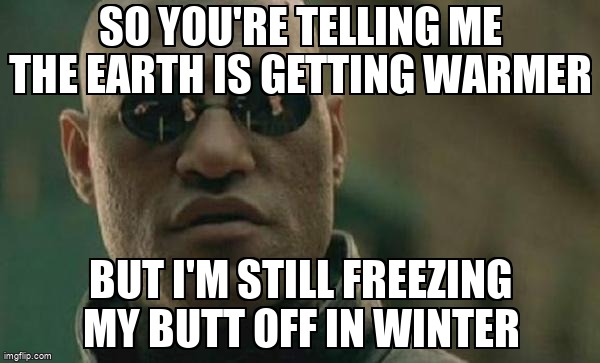 SO YOU'RE TELLING ME
THE EARTH IS GETTING WARMER
BUT I'M STILL FREEZING
MY BUTT OFF IN WINTER
imgflip.com